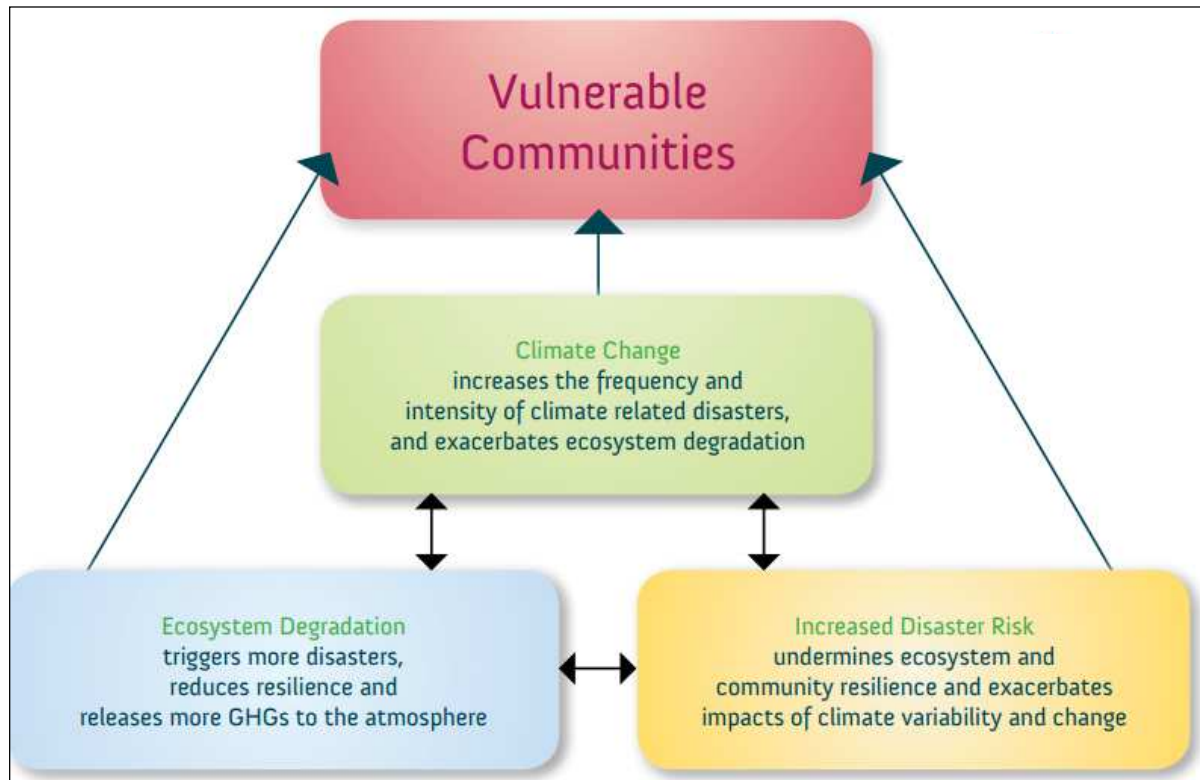 Vulnerable
Communities
Climate Change
increases the frequency and
intensity of climate related disasters,
and exacerbates ecosystem degradation
Ecosystem Degradation
triggers more disasters,
reduces resilience and
releases more GHGs to the atmosphere
Increased Disaster Risk
undermines ecosystem and
community resilience and exacerbates
impacts of climate variability and change